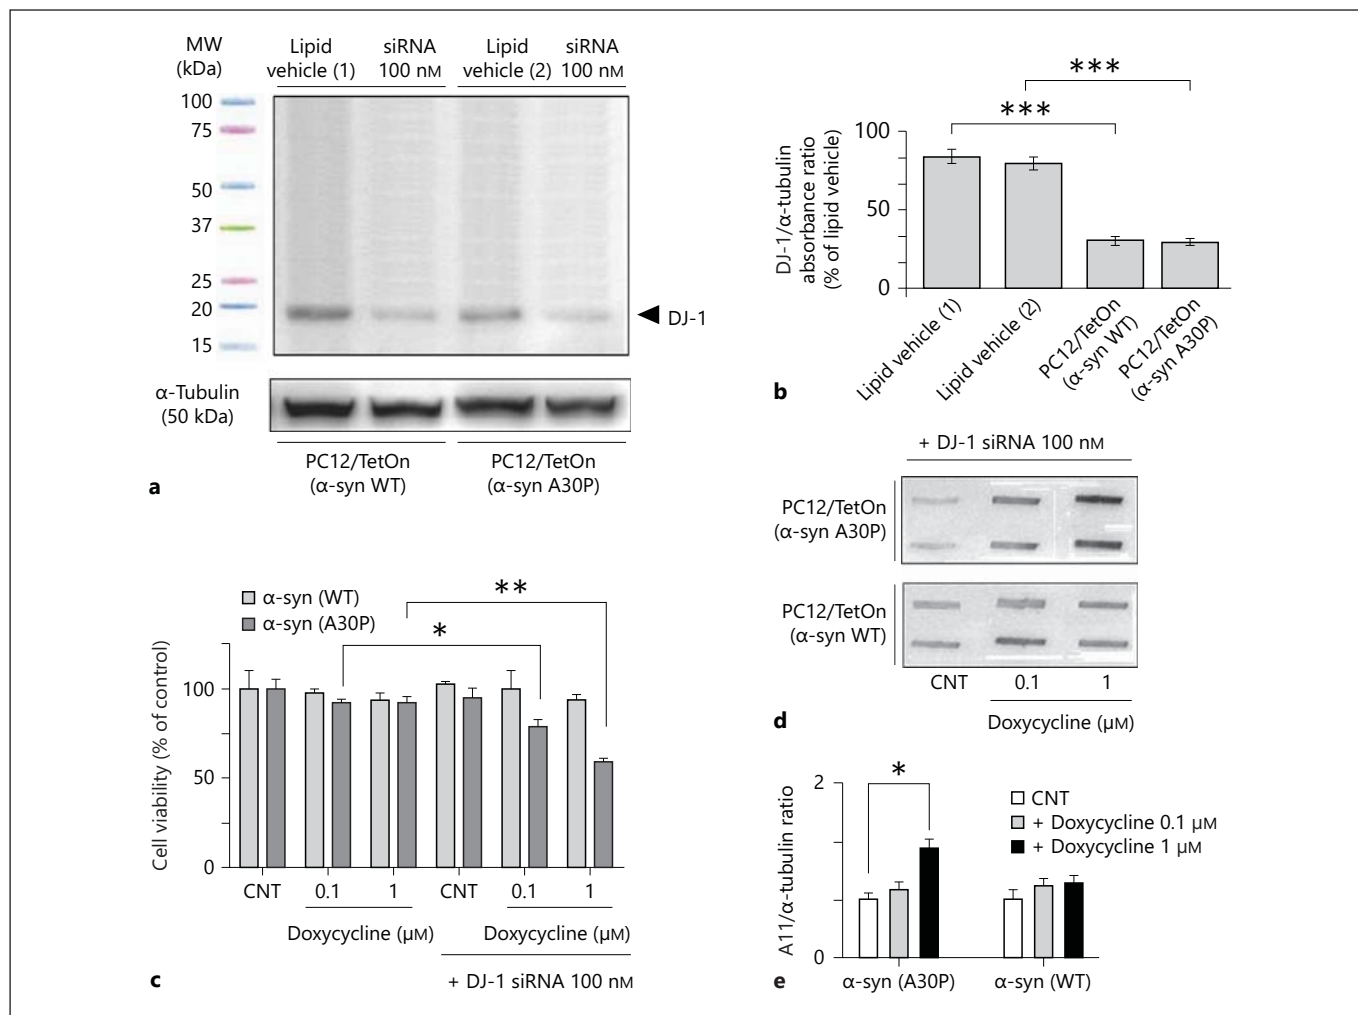 MW
(kDa)
Lipid
vehicle (1)
siRNA
100 nM
Lipid
vehicle (2)
siRNA
100 nM
100
75
50
37
25
20
15
DJ-1
α-Tubulin
(50 kDa)
PC12/TetOn
(α-syn WT)
PC12/TetOn
(α-syn A30P)
a
***
***
DJ-1/α-tubulin
absorbance ratio
(% of lipid vehicle)
100
50
0
Lipid vehicle (1)
Lipid vehicle (2)
PC12/TetOn
(α-syn WT)
PC12/TetOn
(α-syn A30P)
b
α-syn (WT)
α-syn (A30P)
**
*
Cell viability (% of control)
100
50
0
CNT
0.1
1
CNT
0.1
1
Doxycycline (μM)
Doxycycline (μM)
+ DJ-1 siRNA 100 nM
c
+ DJ-1 siRNA 100 nM
PC12/TetOn
(α-syn A30P)
PC12/TetOn
(α-syn WT)
CNT
0.1
1
Doxycycline (μM)
d
A11/α-tubulin ratio
2
0
*
CNT
+ Doxycycline 0.1 μM
+ Doxycycline 1 μM
α-syn (A30P)
α-syn (WT)
e